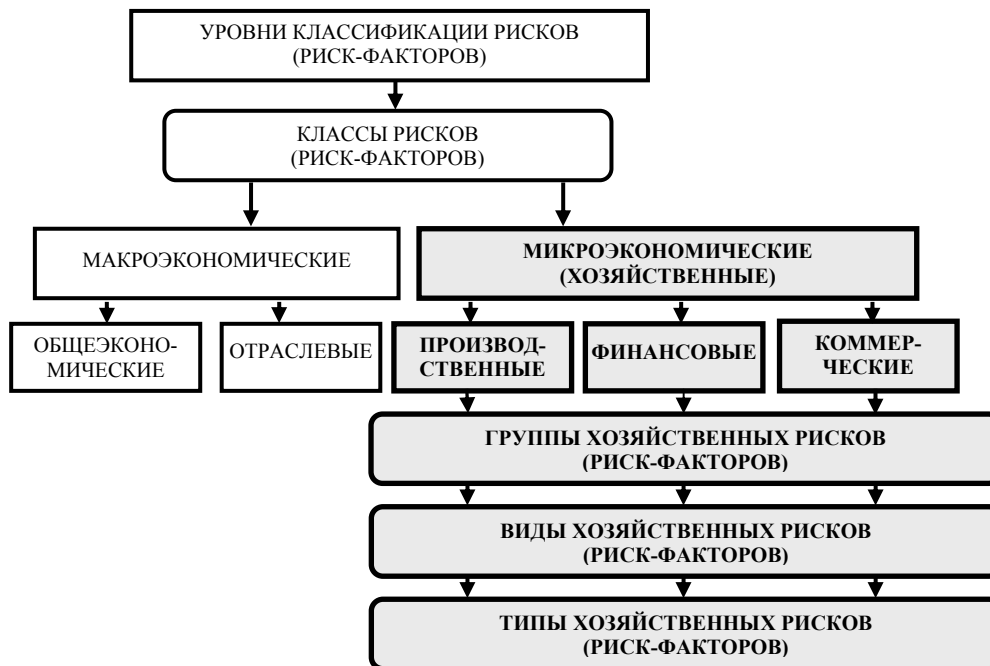 УРОВНИ КЛАССИФИКАЦИИ РИСКОВ
(РИСК-ФАКТОРОВ)
КЛАССЫ РИСКОВ
(РИСК-ФАКТОРОВ)
МАКРОЭКОНОМИЧЕСКИЕ
МИКРОЭКОНОМИЧЕСКИЕ
(ХОЗЯЙСТВЕННЫЕ)
ОБЩЕЭКОНО-
МИЧЕСКИЕ
ОТРАСЛЕВЫЕ
ПРОИЗВОД-
СТВЕННЫЕ
ФИНАНСОВЫЕ
КОММЕР-
ЧЕСКИЕ
ГРУППЫ ХОЗЯЙСТВЕННЫХ РИСКОВ
(РИСК-ФАКТОРОВ)
ВИДЫ ХОЗЯЙСТВЕННЫХ РИСКОВ
(РИСК-ФАКТОРОВ)
ТИПЫ ХОЗЯЙСТВЕННЫХ РИСКОВ
(РИСК-ФАКТОРОВ)